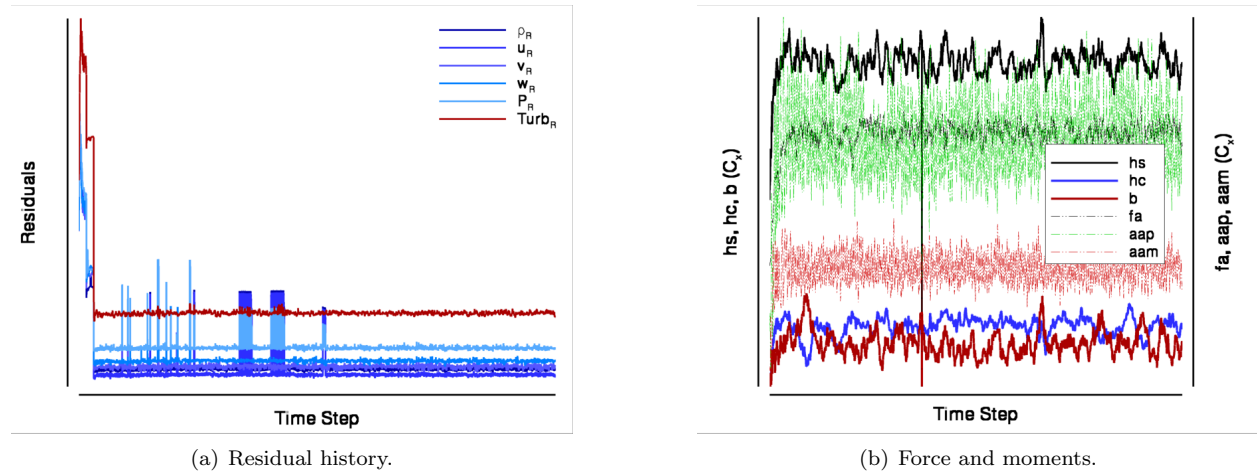 Residuals
ρR
uR
vR
wR
PR
TurbR
Time Step
(a) Residual history.
hs, hc, b (Cx)
hs
hc
b
fa
aap
aam
fa, aap, aam (Cx)
Time Step
(b) Force and moments.